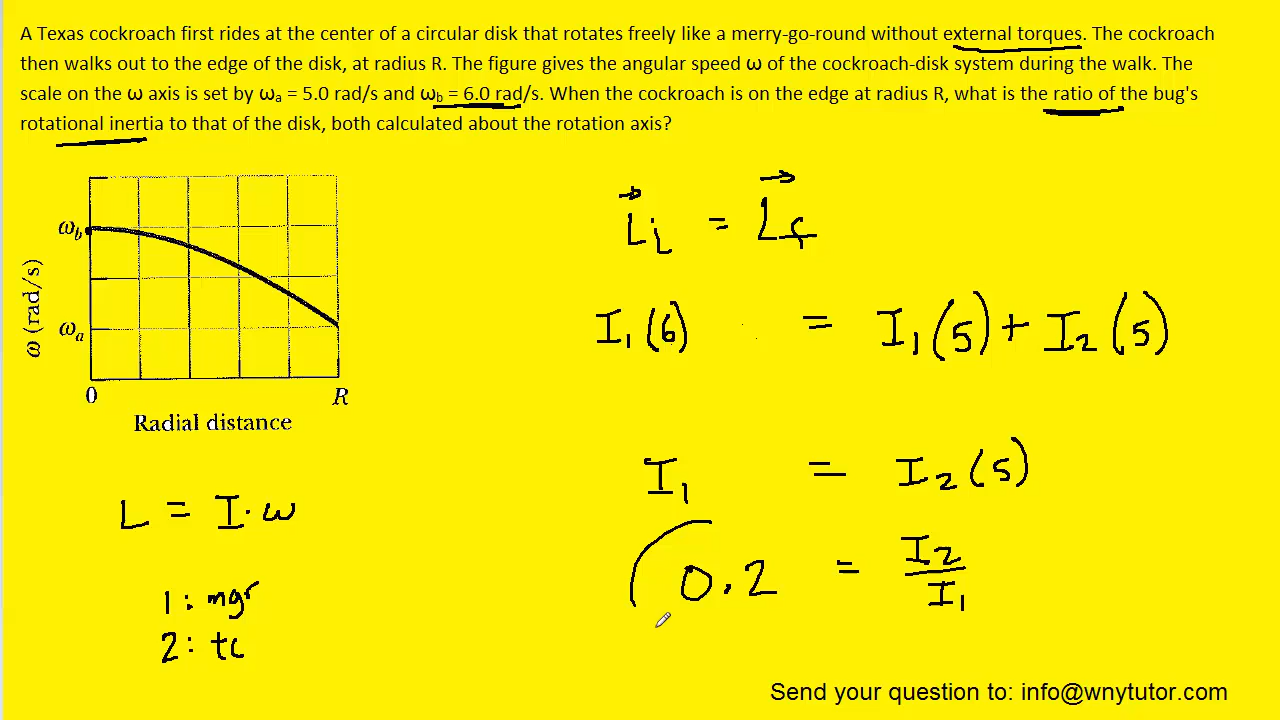 A Texas cockroach first rides at the center of a circular disk that rotates freely like a merry-go-round without external torques. The cockroach
then walks out to the edge of the disk, at radius R. The figure gives the angular speed ω of the cockroach-disk system during the walk. The
scale on the ω axis is set by ωa = 5.0 rad/s and ωb = 6.0 rad/s. When the cockroach is on the edge at radius R, what is the ratio of the bug's
rotational inertia to that of the disk, both calculated about the rotation axis?
ωb
ωa
ω (rad/s)
0 R
Radial distance
L = I·ω
1: mgr
2: tc
Li = Lf
I1(6) = I1(5) + I2(5)
I1 = I2(5)
0.2 = I2/I1
Send your question to: info@wnytutor.com